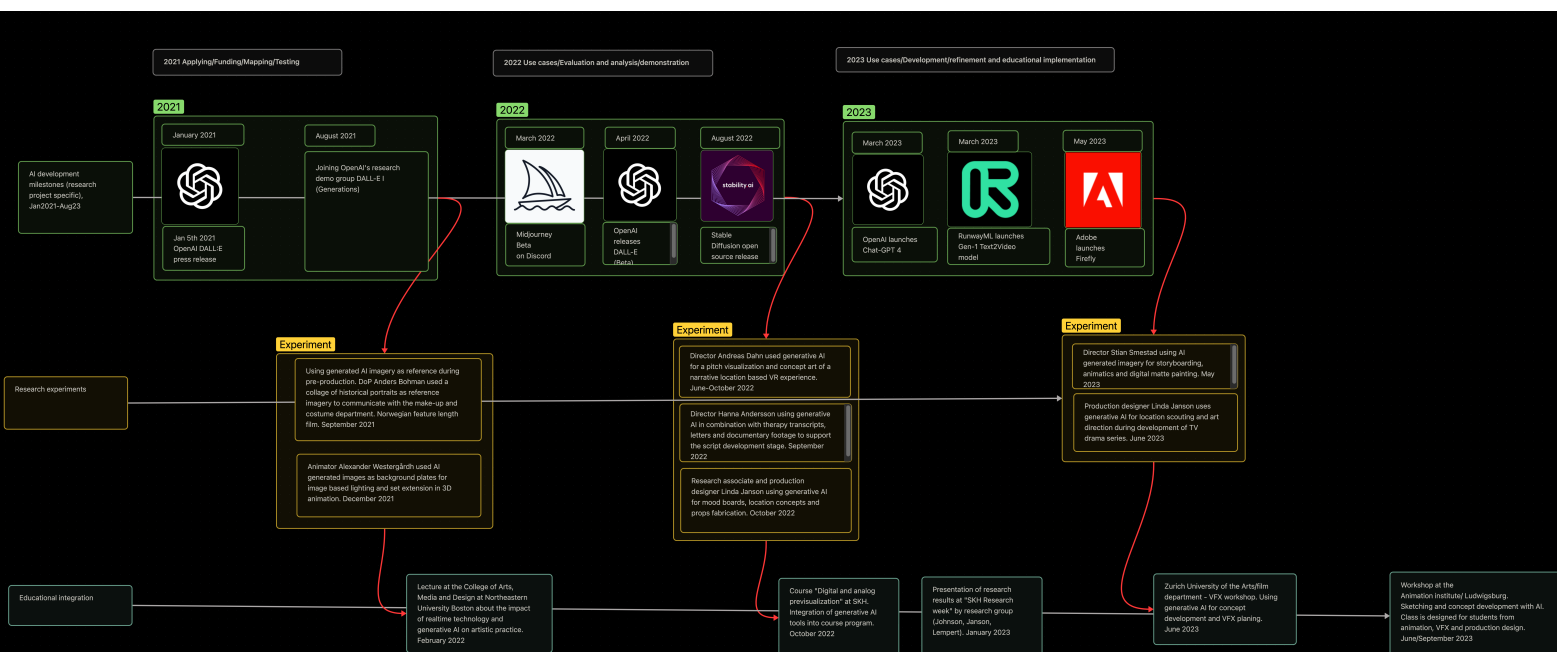 2021 Applying/Funding/Mapping/Testing
2022 Use cases/Evaluation and analysis/demonstration
2023 Use cases/Development/refinement and educational implementation
AI development
milestones (research
project specific),
Jan2021-Aug23
2021
January 2021
Jan 5th 2021
OpenAI DALL:E
press release
August 2021
Joining OpenAI's research
demo group DALL-E I
(Generations)
2022
March 2022
Midjourney
Beta
on Discord
April 2022
OpenAI
releases
DALL-E
(Beta)
August 2022
stability ai
Stable
Diffusion open
source release
2023
March 2023
OpenAI launches
Chat-GPT 4
March 2023
RunwayML launches
Gen-1 Text2Video
model
May 2023
Adobe
launches
Firefly
Research experiments
Experiment
Using generated AI imagery as reference during
pre-production. DoP Anders Bohman used a
collage of historical portraits as reference
imagery to communicate with the make-up and
costume department. Norwegian feature length
film. September 2021
Animator Alexander Westergårdh used AI
generated images as background plates for
image based lighting and set extension in 3D
animation. December 2021
Experiment
Director Andreas Dahn used generative AI
for a pitch visualization and concept art of a
narrative location based VR experience.
June-October 2022
Director Hanna Andersson using generative
AI in combination with therapy transcripts,
letters and documentary footage to support
the script development stage. September
2022
Research associate and production
designer Linda Janson using generative AI
for mood boards, location concepts and
props fabrication. October 2022
Experiment
Director Stian Smestad using AI
generated imagery for storyboarding,
animatics and digital matte painting. May
2023
Production designer Linda Janson uses
generative AI for location scouting and art
direction during development of TV
drama series. June 2023
Educational integration
Lecture at the College of Arts,
Media and Design at Northeastern
University Boston about the impact
of realtime technology and
generative AI on artistic practice.
February 2022
Course "Digital and analog
previsualization" at SKH.
Integration of generative AI
tools into course program.
October 2022
Presentation of research
results at "SKH Research
week" by research group
(Johnson, Janson,
Lempert). January 2023
Zurich University of the Arts/film
department - VFX workshop. Using
generative AI for concept
development and VFX planing.
June 2023
Workshop at the
Animation institute/ Ludwigsburg.
Sketching and concept development with AI.
Class is designed for students from
animation, VFX and production design.
June/September 2023